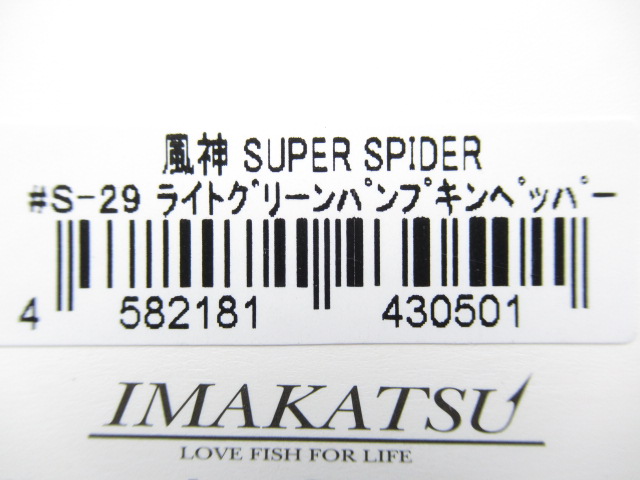 風神 SUPER SPIDER
#S-29 ライトグリーンパンプキンペッパー
4 582181 430501
IMAKATSU
LOVE FISH FOR LIFE